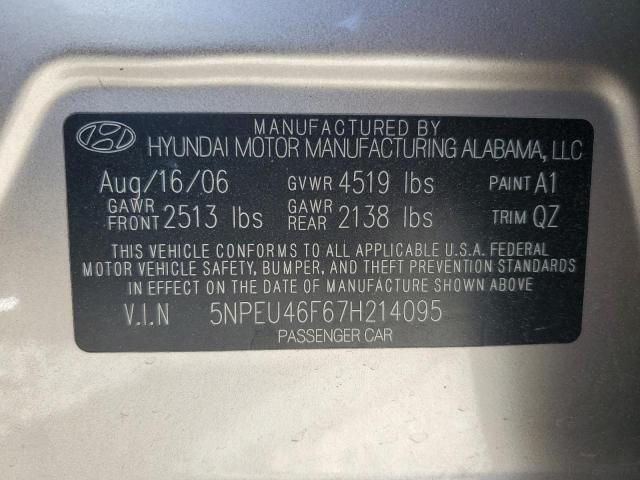 MANUFACTURED BY
HYUNDAI MOTOR MANUFACTURING ALABAMA, LLC
Aug/16/06 GVWR 4519 lbs PAINT A1
GAWR FRONT 2513 lbs GAWR REAR 2138 lbs TRIM QZ
THIS VEHICLE CONFORMS TO ALL APPLICABLE U.S.A. FEDERAL
MOTOR VEHICLE SAFETY, BUMPER, AND THEFT PREVENTION STANDARDS
IN EFFECT ON THE DATE OF MANUFACTURE SHOWN ABOVE.
V.I.N 5NPEU46F67H214095
PASSENGER CAR